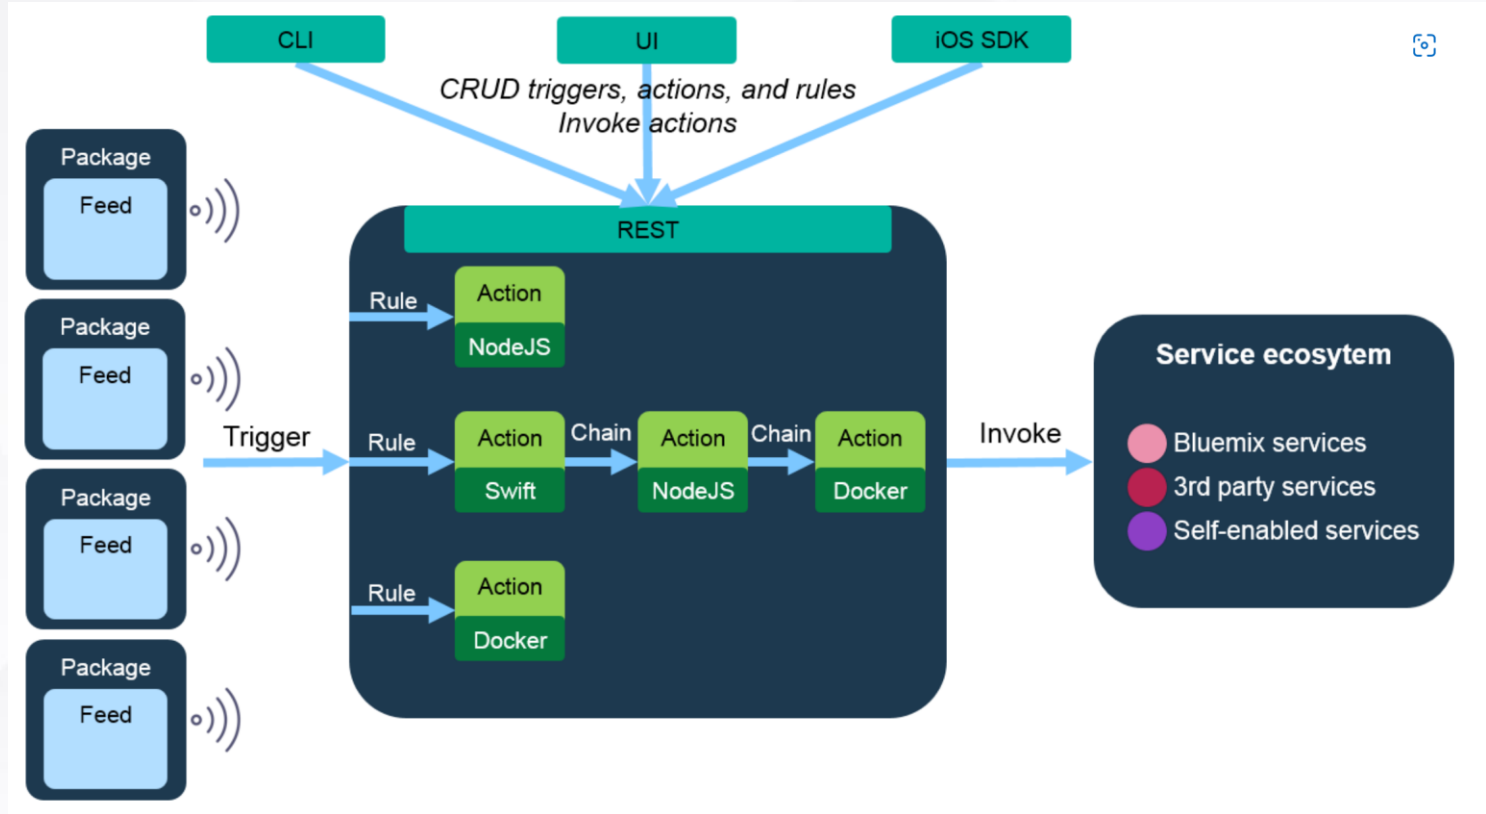 CLI
UI
iOS SDK
CRUD triggers, actions, and rules
Invoke actions
Package
Feed
Package
Feed
Package
Feed
Package
Feed
Trigger
REST
Rule
Action
NodeJS
Rule
Action
Swift
Chain
Action
NodeJS
Chain
Action
Docker
Rule
Action
Docker
Invoke
Service ecosytem
Bluemix services
3rd party services
Self-enabled services